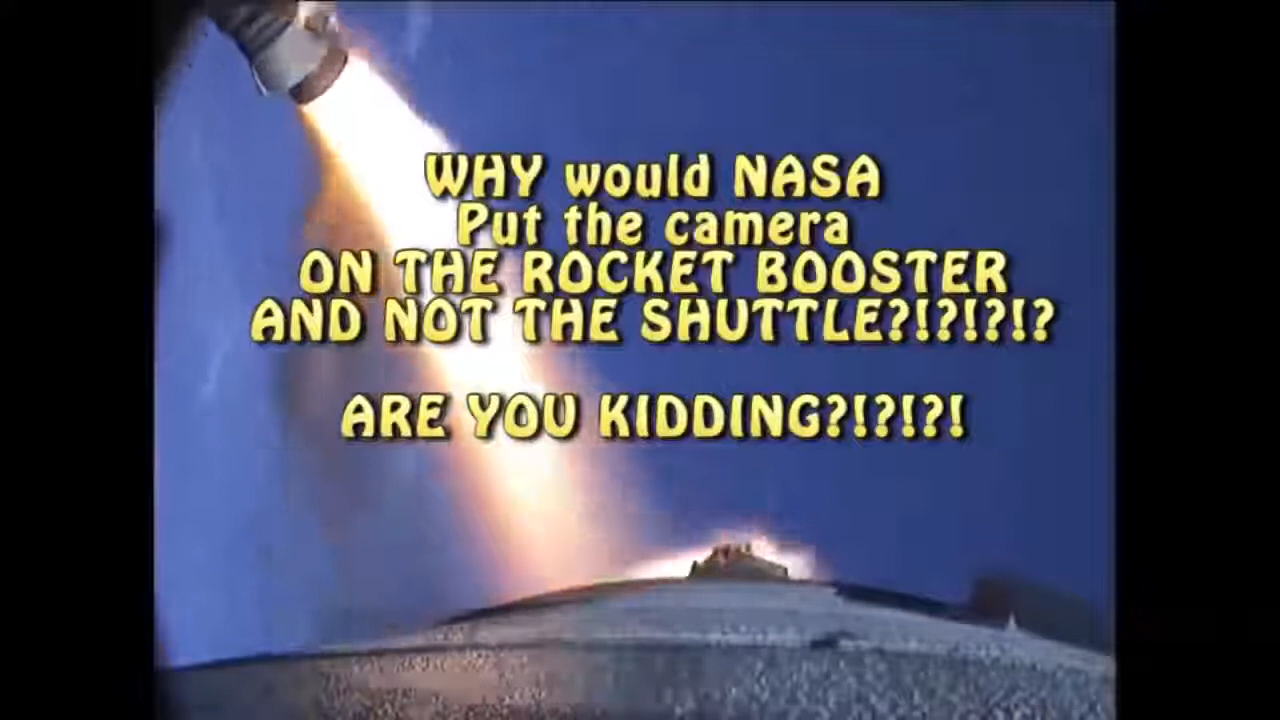 WHY would NASA
Put the camera
ON THE ROCKET BOOSTER
AND NOT THE SHUTTLE?!?!?!?
ARE YOU KIDDING?!?!?!